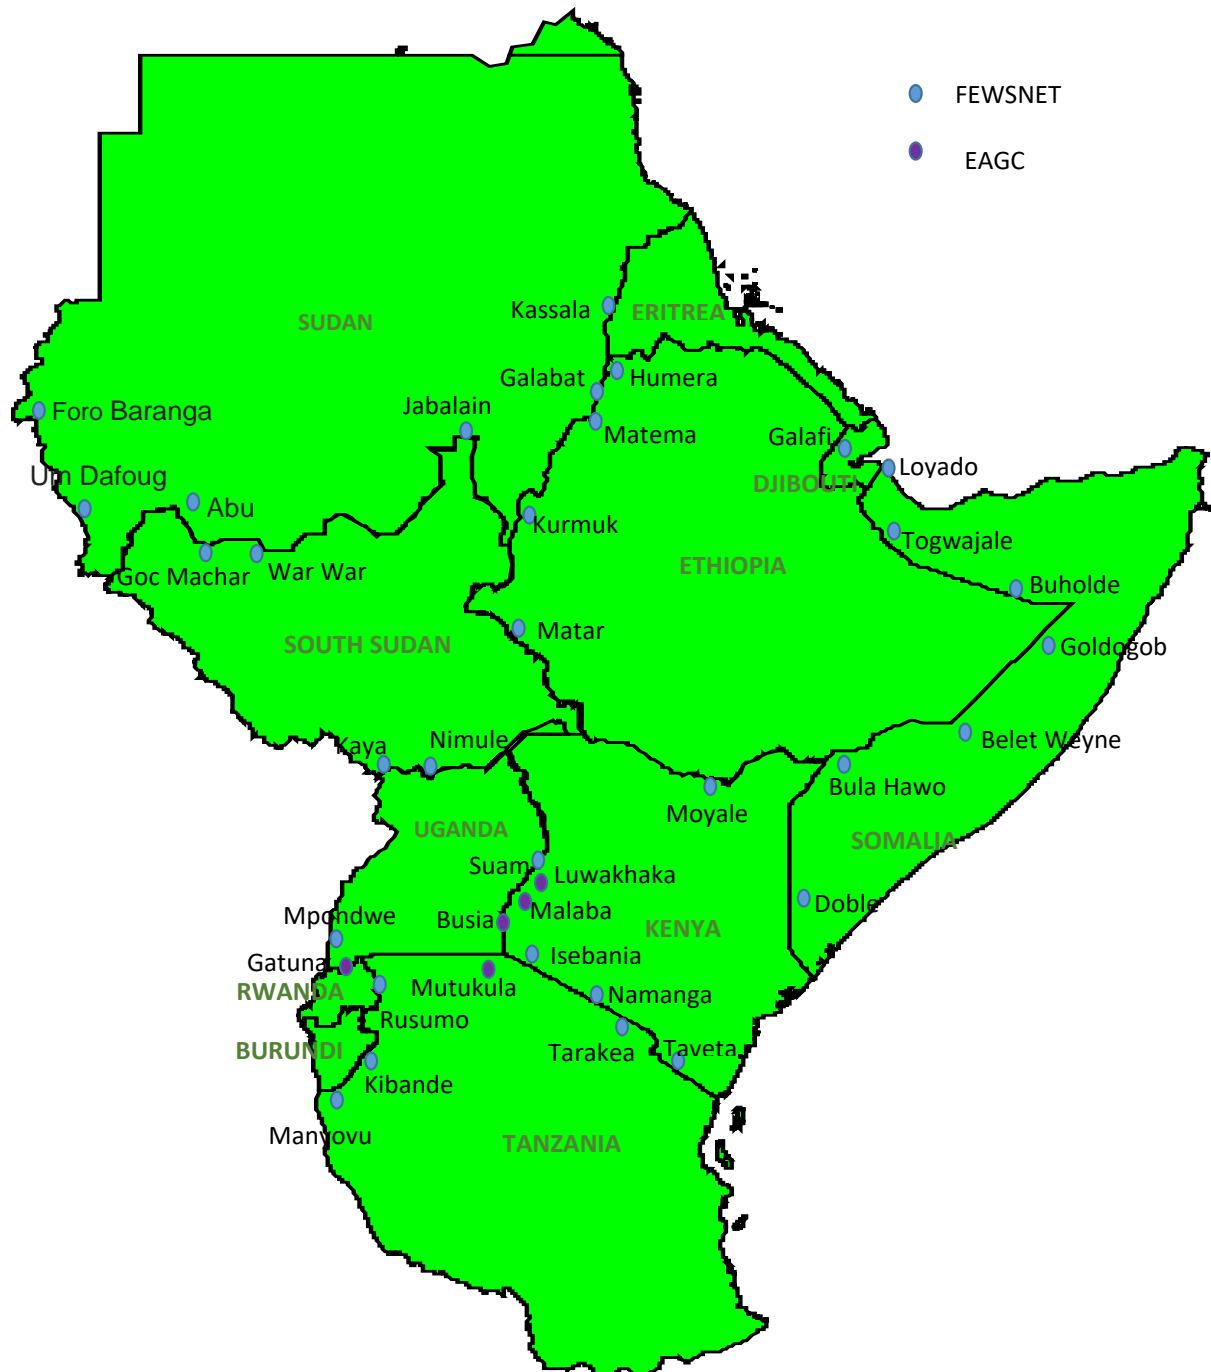 FEWSNET
EAGC
Kassala
ERITREA
SUDAN
Galabat
Humera
Jabalain
Foro Baranga
Matema
Galafi
Loyado
Um Dafoug
DJIBOUTI
Abu
Kurmuk
Togwajale
Goc Machar
War War
ETHIOPIA
Buholde
Matar
SOUTH SUDAN
Goldogob
Kaya
Nimule
Belet Weyne
Bula Hawo
Moyale
UGANDA
SOMALIA
Suam
Luwakhaka
Malaba
Doble
Mpondwe
Busia
KENYA
Isebania
Gatuna
Mutukula
RWANDA
Namanga
Rusumo
BURUNDI
Tarakea
Taveta
Kibande
Manyovu
TANZANIA